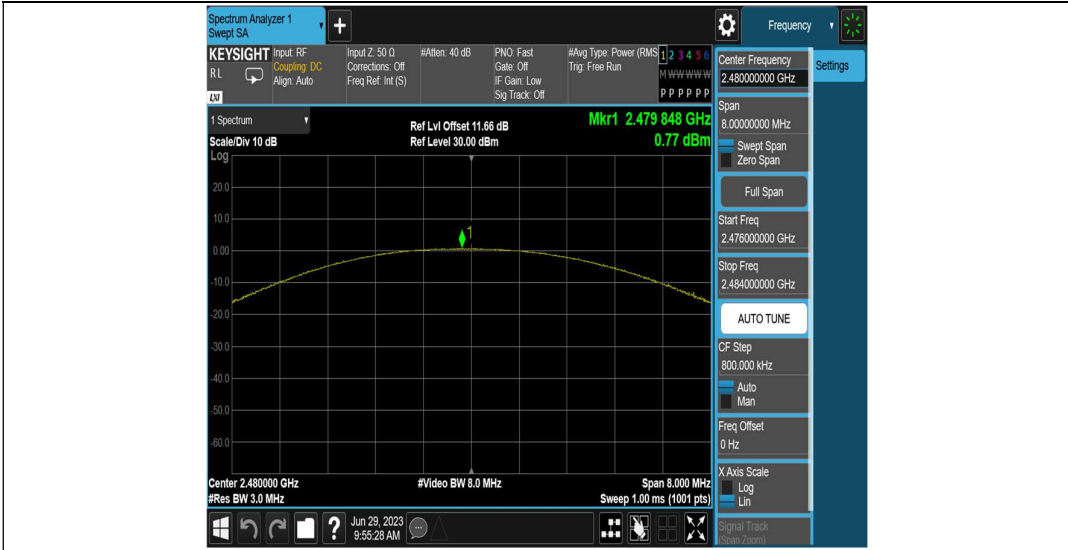 Spectrum Analyzer 1
Swept SA
+
Frequency
KEYSIGHT
RL
LXI
Input: RF
Coupling: DC
Align: Auto
Input Z: 50 Ω
Corrections: Off
Freq Ref: Int (S)
#Atten: 40 dB
PNO: Fast
Gate: Off
IF Gain: Low
Sig Track: Off
#Avg Type: Power (RMS
Trig: Free Run
1 2 3 4 5 6
M W W W W W
P P P P P P
1 Spectrum
Scale/Div 10 dB
Log
Ref Lvl Offset 11.66 dB
Ref Level 30.00 dBm
Mkr1 2.479 848 GHz
0.77 dBm
1
20.0
10.0
0.00
-10.0
-20.0
-30.0
-40.0
-50.0
-60.0
Center 2.480000 GHz
#Res BW 3.0 MHz
#Video BW 8.0 MHz
Span 8.000 MHz
Sweep 1.00 ms (1001 pts)
?
Jun 29, 2023
9:55:28 AM
Center Frequency
2.480000000 GHz
Settings
Span
8.00000000 MHz
Swept Span
Zero Span
Full Span
Start Freq
2.476000000 GHz
Stop Freq
2.484000000 GHz
AUTO TUNE
CF Step
800.000 kHz
Auto
Man
Freq Offset
0 Hz
X Axis Scale
Log
Lin
Signal Track
(Span Zoom)